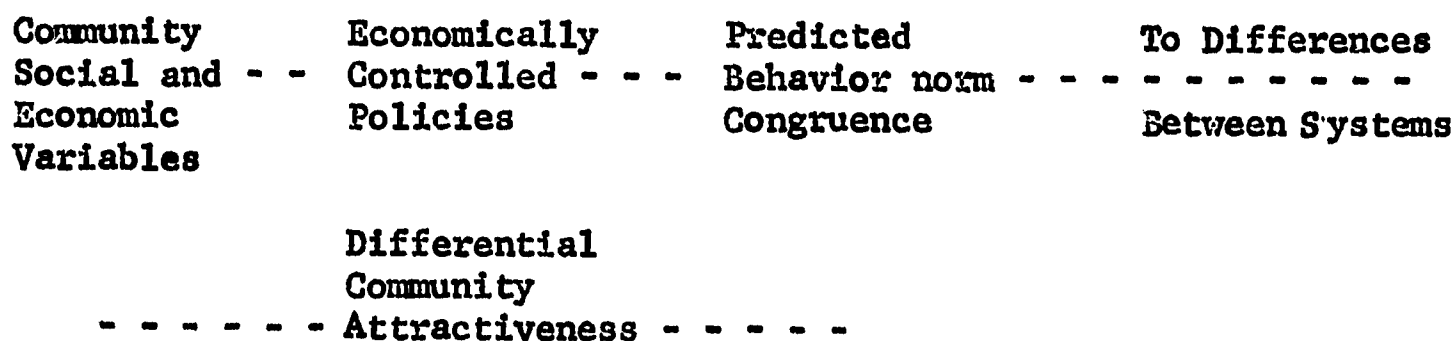 Community Economically Predicted To Differences
Social and - - Controlled - - - Behavior norm - - - - - - - - - - -
Economic Policies Congruence Between Systems
Variables
Differential
Community
- - - - - - Attractiveness - - - - -